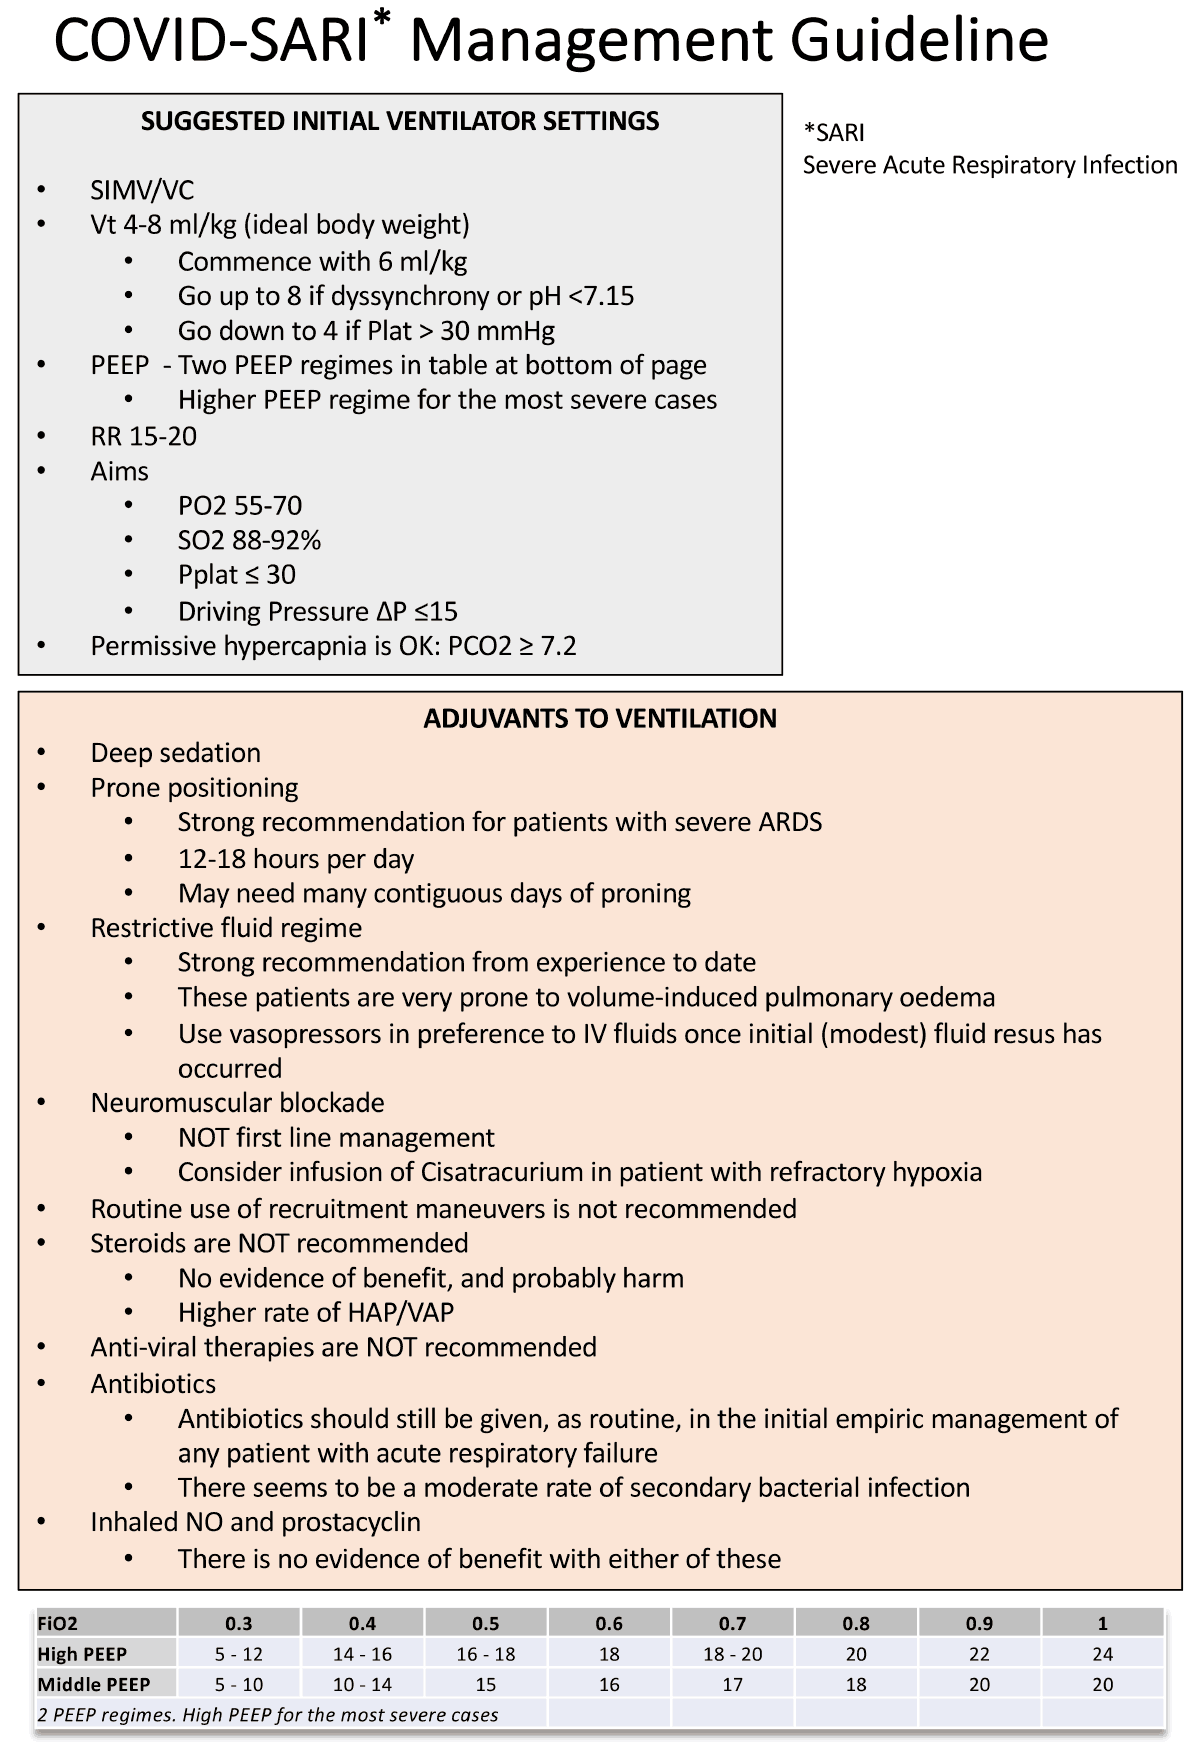 COVID-SARI* Management Guideline
SUGGESTED INITIAL VENTILATOR SETTINGS
*SARI
Severe Acute Respiratory Infection
• SIMV/VC
• Vt 4-8 ml/kg (ideal body weight)
• Commence with 6 ml/kg
• Go up to 8 if dyssynchrony or pH <7.15
• Go down to 4 if Plat > 30 mmHg
• PEEP - Two PEEP regimes in table at bottom of page
• Higher PEEP regime for the most severe cases
• RR 15-20
• Aims
• PO2 55-70
• SO2 88-92%
• Pplat ≤ 30
• Driving Pressure ΔP ≤15
• Permissive hypercapnia is OK: PCO2 ≥ 7.2
ADJUVANTS TO VENTILATION
• Deep sedation
• Prone positioning
• Strong recommendation for patients with severe ARDS
• 12-18 hours per day
• May need many contiguous days of proning
• Restrictive fluid regime
• Strong recommendation from experience to date
• These patients are very prone to volume-induced pulmonary oedema
• Use vasopressors in preference to IV fluids once initial (modest) fluid resus has
occurred
• Neuromuscular blockade
• NOT first line management
• Consider infusion of Cisatracurium in patient with refractory hypoxia
• Routine use of recruitment maneuvers is not recommended
• Steroids are NOT recommended
• No evidence of benefit, and probably harm
• Higher rate of HAP/VAP
• Anti-viral therapies are NOT recommended
• Antibiotics
• Antibiotics should still be given, as routine, in the initial empiric management of
any patient with acute respiratory failure
• There seems to be a moderate rate of secondary bacterial infection
• Inhaled NO and prostacyclin
• There is no evidence of benefit with either of these
FiO2 0.3 0.4 0.5 0.6 0.7 0.8 0.9 1
High PEEP 5 - 12 14 - 16 16 - 18 18 18 - 20 20 22 24
Middle PEEP 5 - 10 10 - 14 15 16 17 18 20 20
2 PEEP regimes. High PEEP for the most severe cases